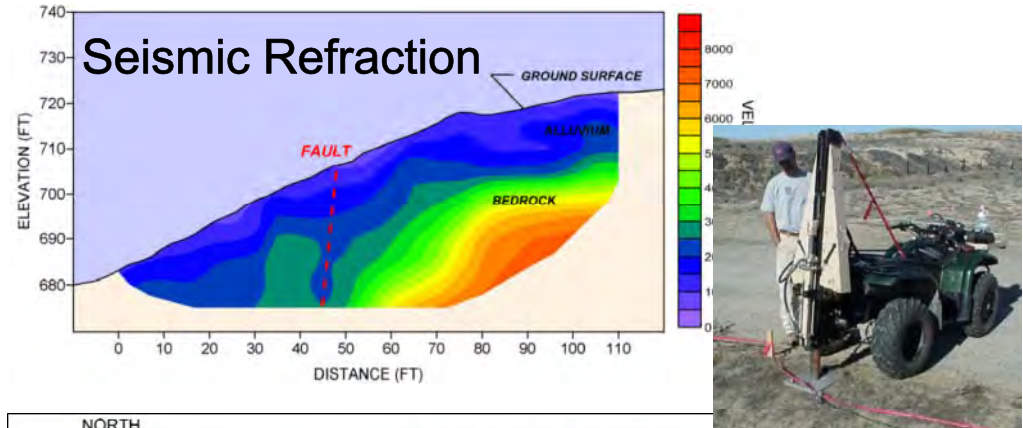 Seismic Refraction
740
730
720
710
700
690
680
ELEVATION (FT)
GROUND SURFACE
ALLUVIUM
FAULT
BEDROCK
0 10 20 30 40 50 60 70 80 90 100 110
DISTANCE (FT)
8000
7000
6000
0
NORTH